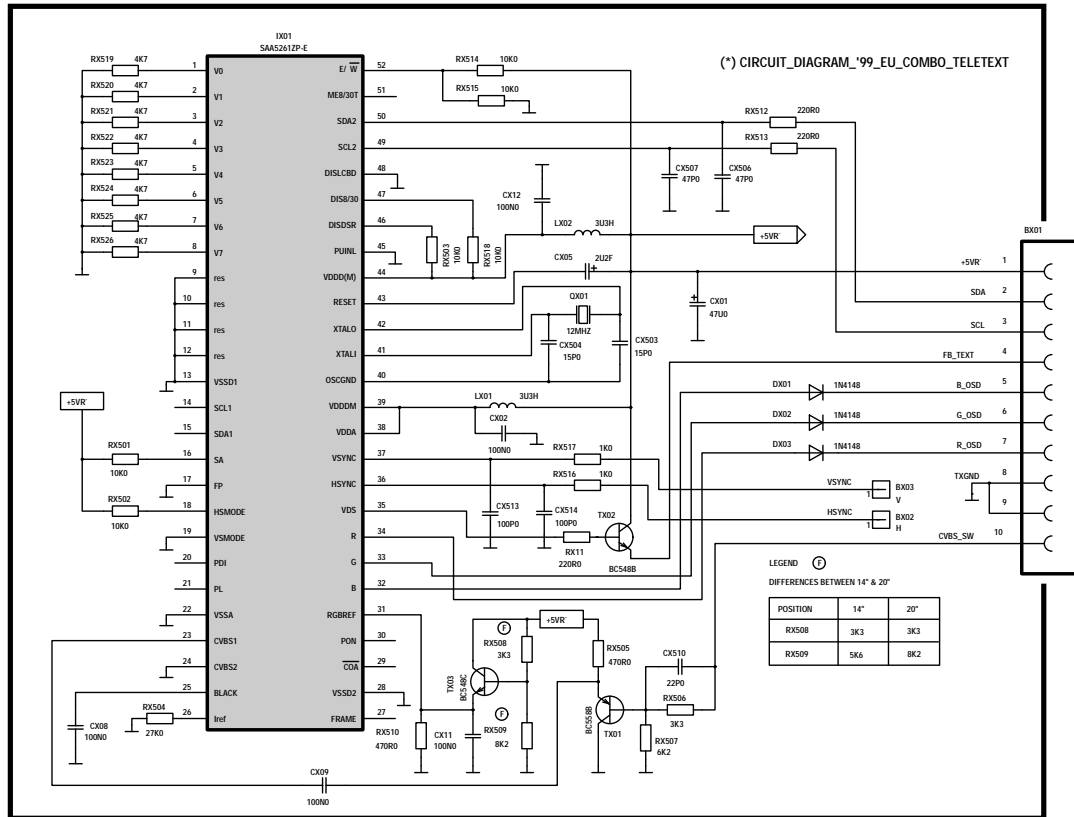 IX01
SAA5261ZP-E
(*) CIRCUIT_DIAGRAM_'99_EU_COMBO_TELETEXT
RX519 4K7 1 V0
RX520 4K7 2 V1
RX521 4K7 3 V2
RX522 4K7 4 V3
RX523 4K7 5 V4
RX524 4K7 6 V5
RX525 4K7 7 V6
RX526 4K7 8 V7
9 res
10 res
11 res
12 res
13 VSSD1
+5VR'
14 SCL1
15 SDA1
RX501 10K0 16 SA
17 FP
RX502 10K0 18 HSMODE
19 VSMODE
20 PDI
21 PL
22 VSSA
23 CVBS1
24 CVBS2
25 BLACK
CX08
100N0
RX504 27K0 26 Iref
E/ W 52 RX514 10K0
RX515 10K0
ME8/30T 51
SDA2 50 RX512 220R0
SCL2 49 RX513 220R0
CX507
47P0
CX506
47P0
DISLCBD 48
DIS8/30 47
CX12
100N0
DISDSR 46
RX503
10K0
RX518
10K0
LX02 3U3H
+5VR'
PUINL 45
VDDD(M) 44
CX05 2U2F
RESET 43
QX01
12MHZ
CX01
47U0
XTALO 42
XTALI 41
CX504
15P0
CX503
15P0
OSCGND 40
VDDDM 39 LX01 3U3H
CX02
100N0
VDDA 38
VSYNC 37 RX517 1K0
HSYNC 36 RX516 1K0
CX513
100P0
CX514
100P0
TX02
BC548B
VDS 35
RX11
220R0
R 34
G 33
B 32
RGBREF 31
PON 30
COA 29
VSSD2 28
FRAME 27
RX510
470R0
CX11
100N0
TX03
BC548C
F
RX508
3K3
F
RX509
8K2
+5VR'
RX505
470R0
BC558B
TX01
CX510
22P0
RX506
3K3
RX507
6K2
CX09
100N0
BX01
+5VR' 1
SDA 2
SCL 3
FB_TEXT 4
DX01 1N4148 B_OSD 5
DX02 1N4148 G_OSD 6
DX03 1N4148 R_OSD 7
TXGND 8
9
VSYNC 1 BX03
V
HSYNC 1 BX02
H
CVBS_SW 10
LEGEND F
DIFFERENCES BETWEEN 14" & 20"
POSITION 14" 20"
RX508 3K3 3K3
RX509 5K6 8K2